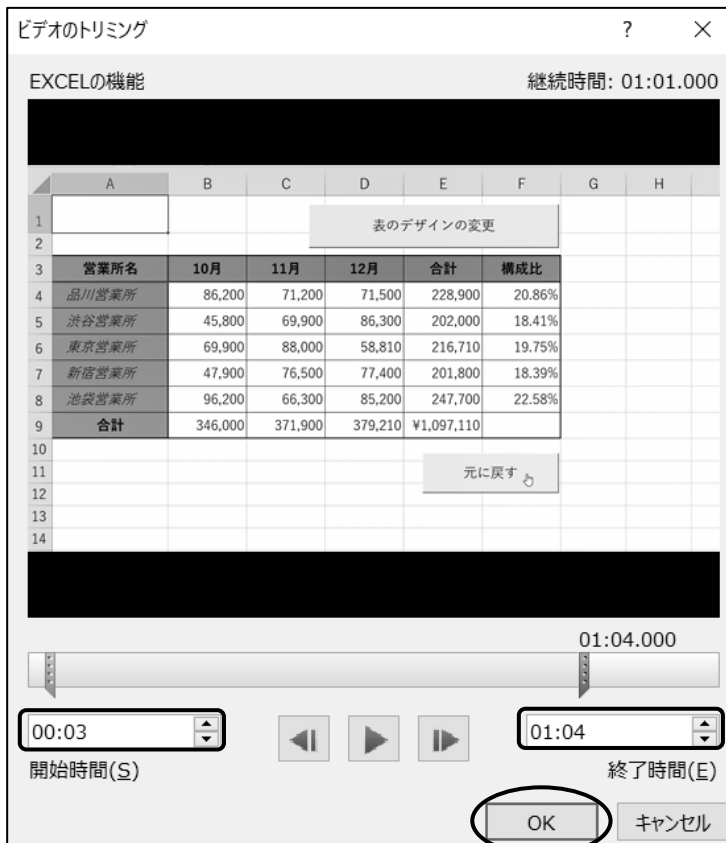 ビデオのトリミング ? ×
EXCELの機能 継続時間: 01:01.000
A B C D E F G H
1 表のデザインの変更
2
3 営業所名 10月 11月 12月 合計 構成比
4 品川営業所 86,200 71,200 71,500 228,900 20.86%
5 渋谷営業所 45,800 69,900 86,300 202,000 18.41%
6 東京営業所 69,900 88,000 58,810 216,710 19.75%
7 新宿営業所 47,900 76,500 77,400 201,800 18.39%
8 池袋営業所 96,200 66,300 85,200 247,700 22.58%
9 合計 346,000 371,900 379,210 ¥1,097,110
10
11 元に戻す
12
13
14
01:04.000
00:03 01:04
開始時間(S) 終了時間(E)
OK キャンセル